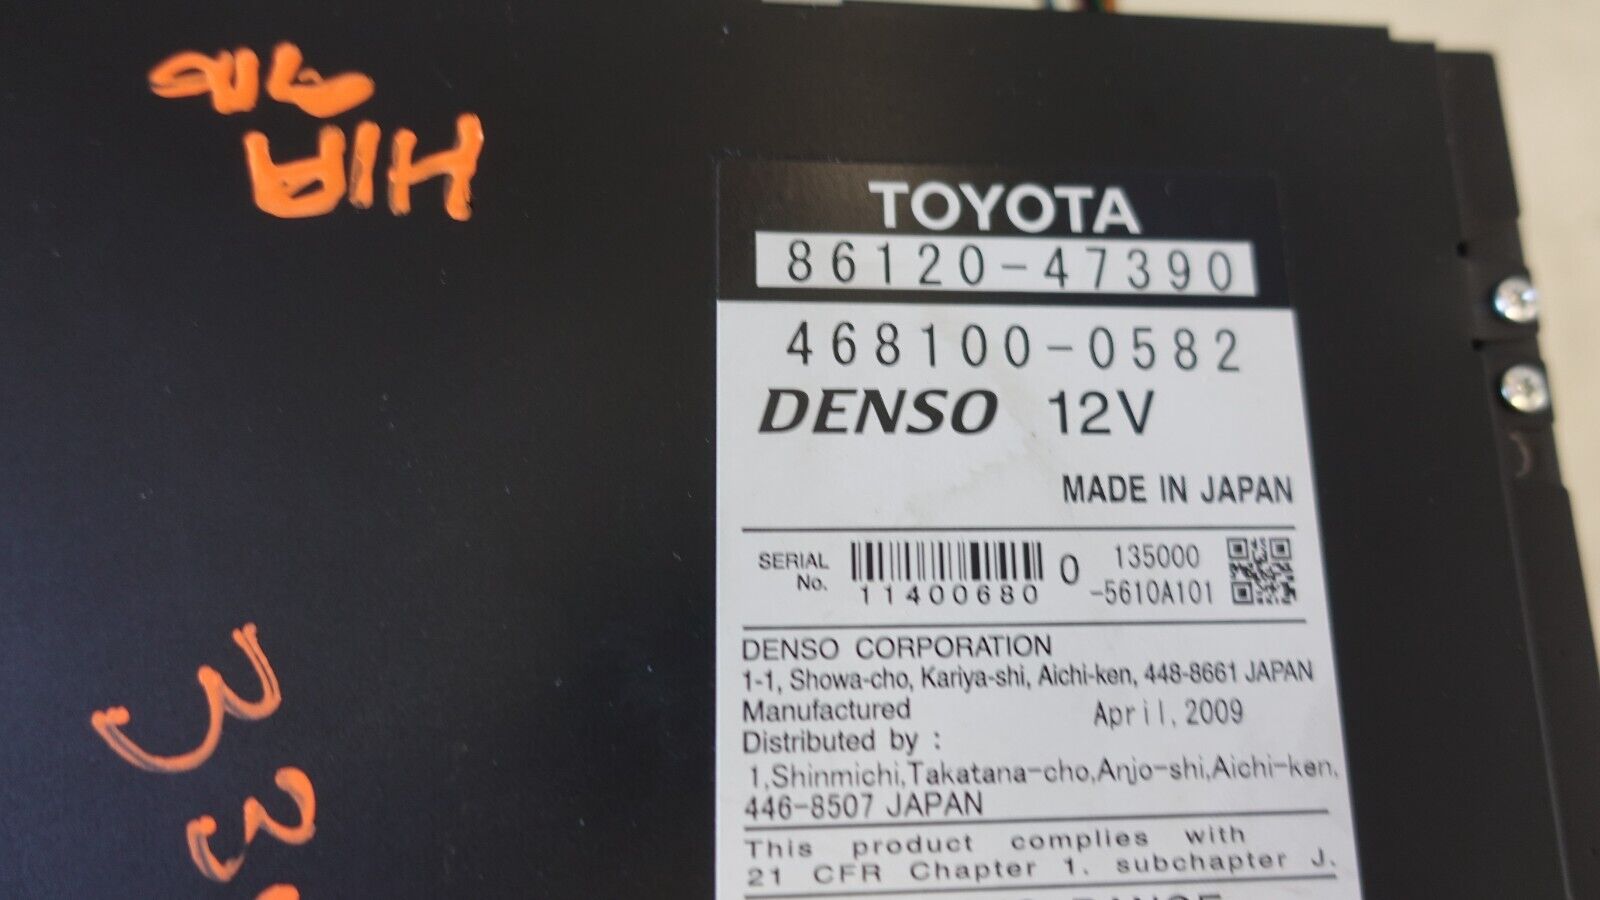 TOYOTA
86120-47390
468100-0582
DENSO 12V
MADE IN JAPAN
SERIAL No. 11400680 0 135000 -5610A101
DENSO CORPORATION
1-1, Showa-cho, Kariya-shi, Aichi-ken, 448-8661 JAPAN
Manufactured April, 2009
Distributed by :
1,Shinmichi,Takatana-cho,Anjo-shi,Aichi-ken,
446-8507 JAPAN
This product complies with
21 CFR Chapter 1. subchapter J.